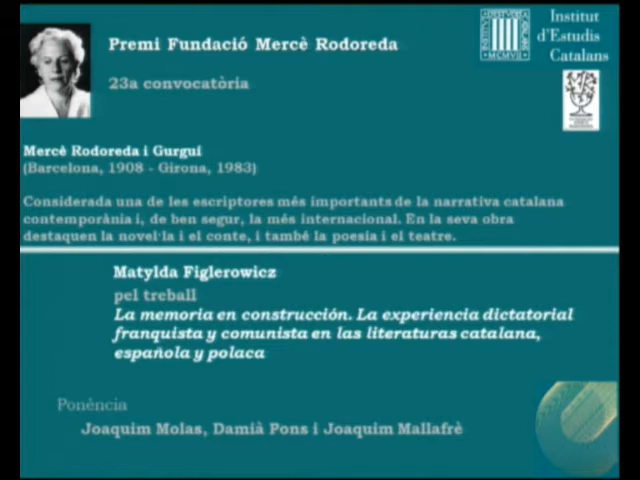 Premi Fundació Mercè Rodoreda
Institut
d'Estudis
Catalans
MCMVII
23a convocatòria
Mercè Rodoreda i Gurguí
(Barcelona, 1908 - Girona, 1983)
Considerada una de les escriptores més importants de la narrativa catalana
contemporània i, de ben segur, la més internacional. En la seva obra
destaquen la novel·la i el conte, i també la poesia i el teatre.
Matylda Figlerowicz
pel treball
La memoria en construcción. La experiencia dictatorial
franquista y comunista en las literaturas catalana,
española y polaca
Ponència
Joaquim Molas, Damià Pons i Joaquim Mallafrè